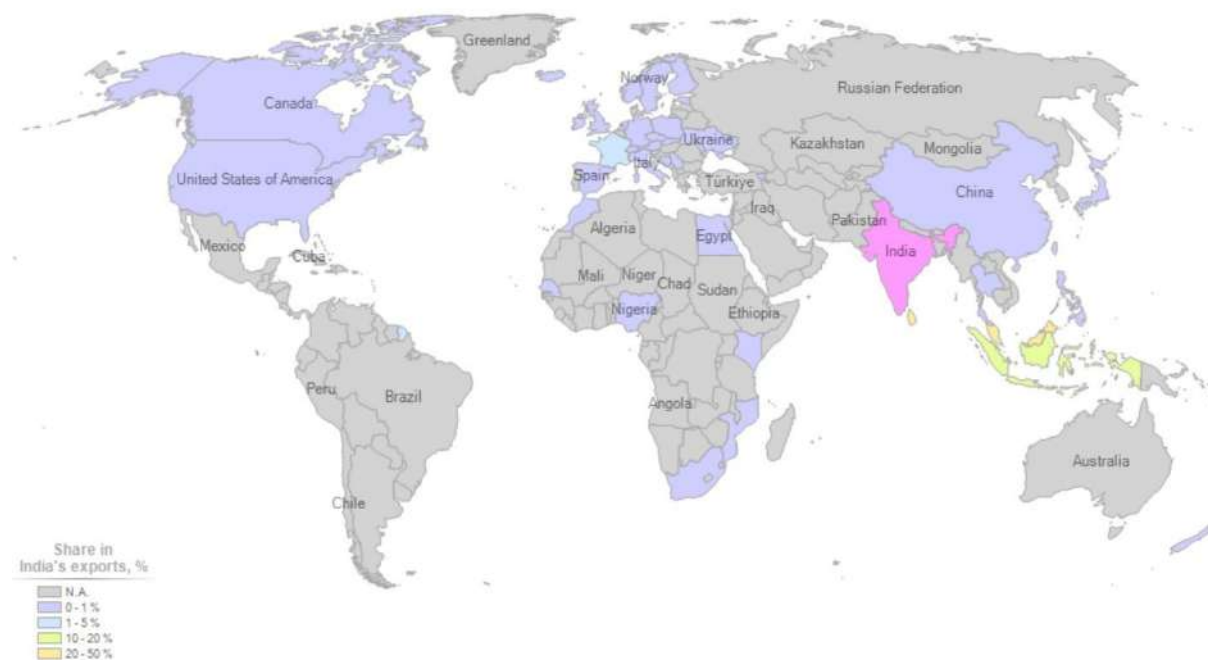 Greenland
Norway
Russian Federation
Canada
Ukraine
Kazakhstan
Mongolia
Ital
United States of America
Spain
Türkiye
China
Iraq
Pakistan
Algeria
Egypt
India
Mexico
Cuba
Mali
Niger
Chad
Sudan
Nigeria
Ethiopia
Peru
Brazil
Angola
Australia
Chile
Share in
India's exports, %
N.A.
0 - 1 %
1 - 5 %
10 - 20 %
20 - 50 %